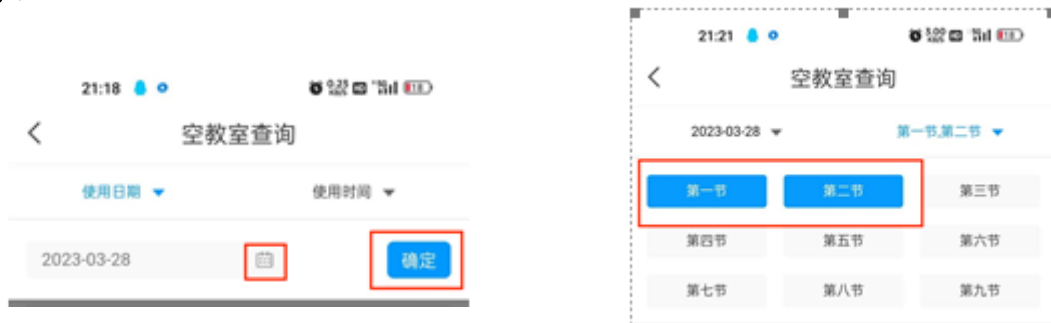 21:18
空教室查询
使用日期 使用时间
2023-03-28 确定
21:21
空教室查询
2023-03-28 第一节,第二节
第一节 第二节 第三节
第四节 第五节 第六节
第七节 第八节 第九节